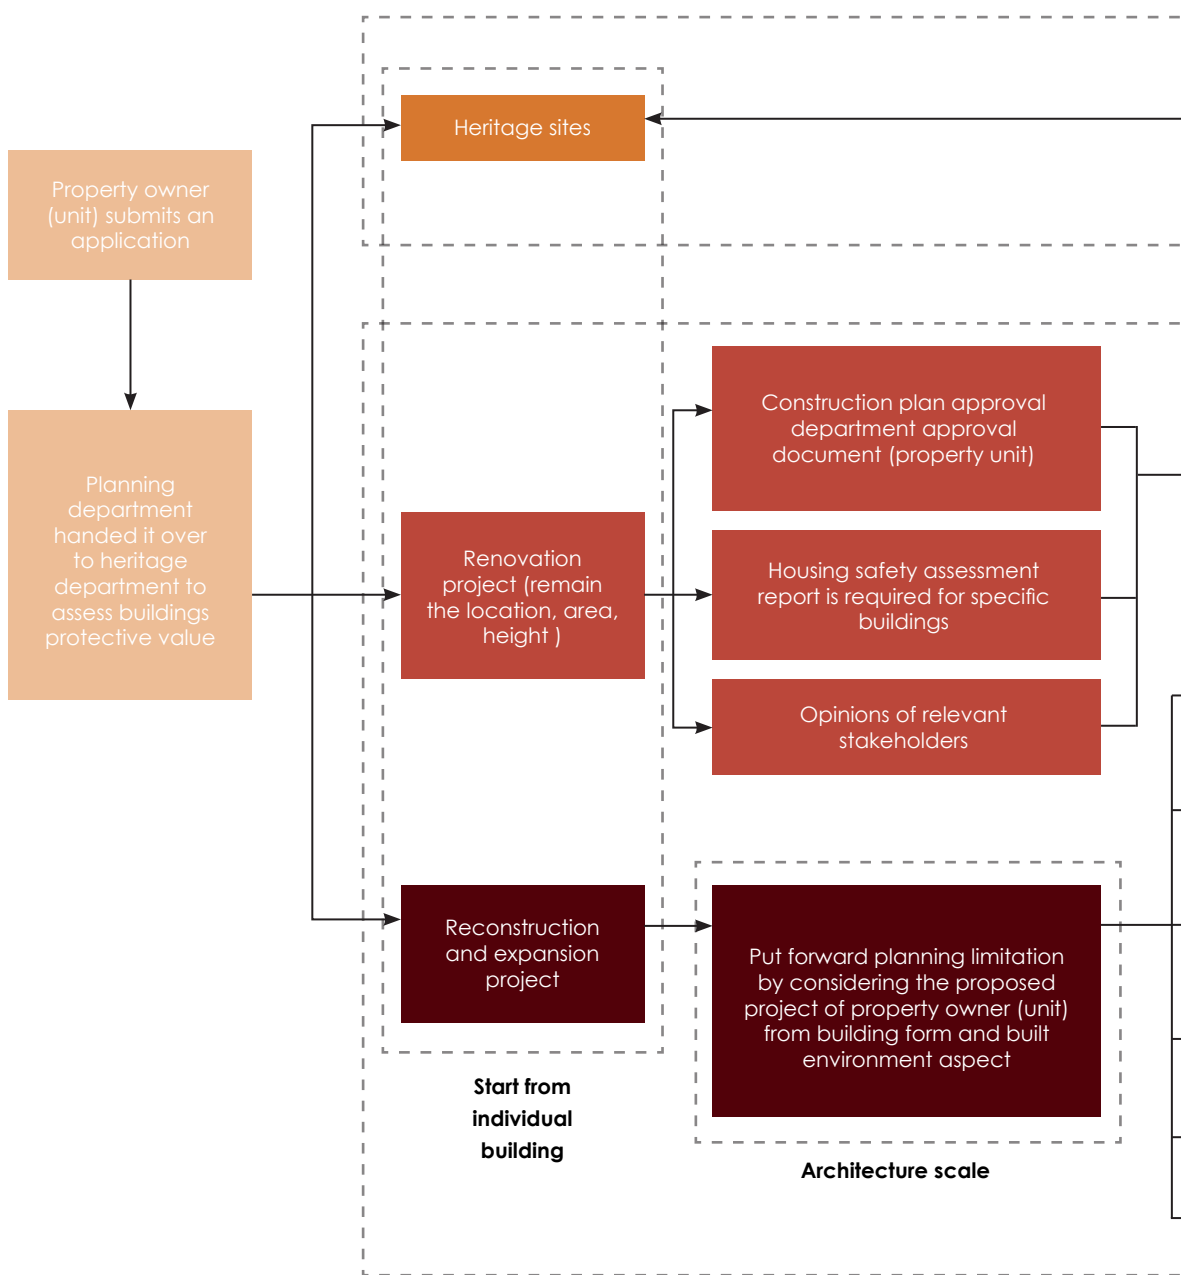 Heritage sites
Property owner
(unit) submits an
application
Planning
department
handed it over
to heritage
department to
assess buildings
protective value
Renovation
project (remain
the location, area,
height )
Construction plan approval
department approval
document (property unit)
Housing safety assessment
report is required for specific
buildings
Opinions of relevant
stakeholders
Reconstruction
and expansion
project
Put forward planning limitation
by considering the proposed
project of property owner (unit)
from building form and built
environment aspect
Start from
individual
building
Architecture scale